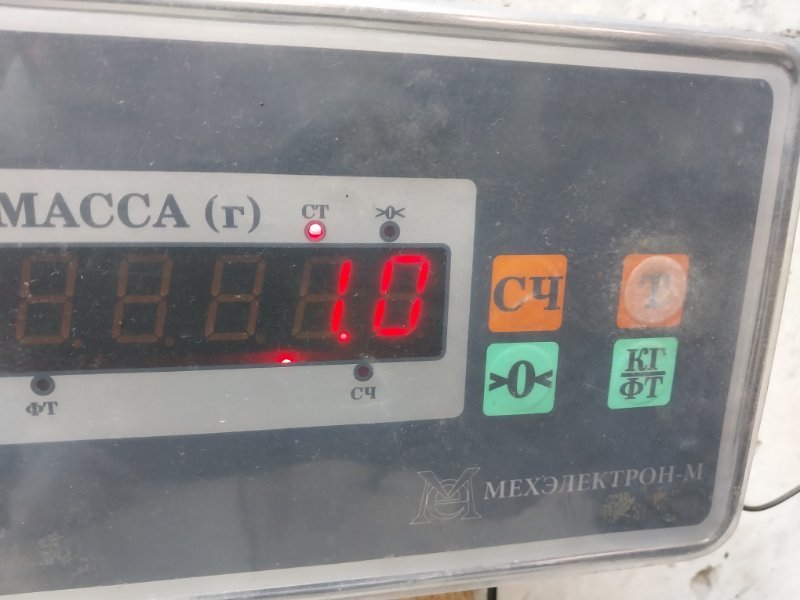 МАССА (г)
СТ
>0<
1.0
ФТ
СЧ
СЧ
Т
>0<
КГ
ФТ
МЕХЭЛЕКТРОН-М